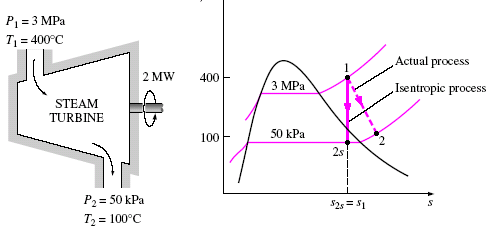 P1 = 3 MPa
T1 = 400°C
2 MW
STEAM
TURBINE
P2 = 50 kPa
T2 = 100°C
400
100
3 MPa
50 kPa
1
2s
2
Actual process
Isentropic process
s2s = s1
s